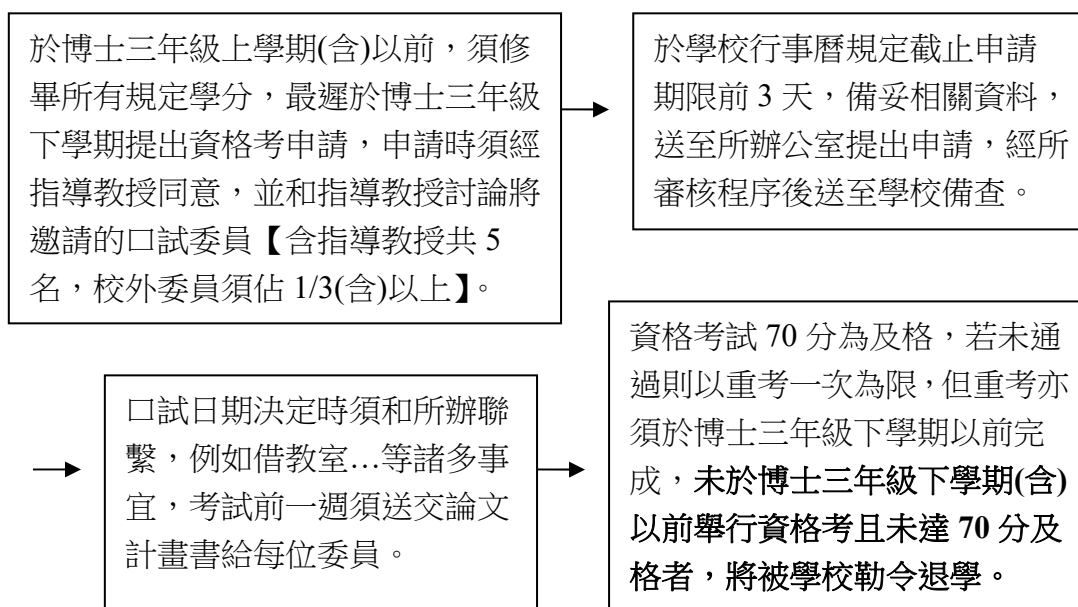 於博士三年級上學期(含)以前，須修
畢所有規定學分，最遲於博士三年級
下學期提出資格考申請，申請時須經
指導教授同意，並和指導教授討論將
邀請的口試委員【含指導教授共 5
名，校外委員須佔 1/3(含)以上】。
於學校行事曆規定截止申請
期限前 3 天，備妥相關資料，
送至所辦公室提出申請，經所
審核程序後送至學校備查。
口試日期決定時須和所辦聯
繫，例如借教室…等諸多事
宜，考試前一週須送交論文
計畫書給每位委員。
資格考試 70 分為及格，若未通
過則以重考一次為限，但重考亦
須於博士三年級下學期以前完
成，未於博士三年級下學期(含)
以前舉行資格考且未達 70 分及
格者，將被學校勒令退學。